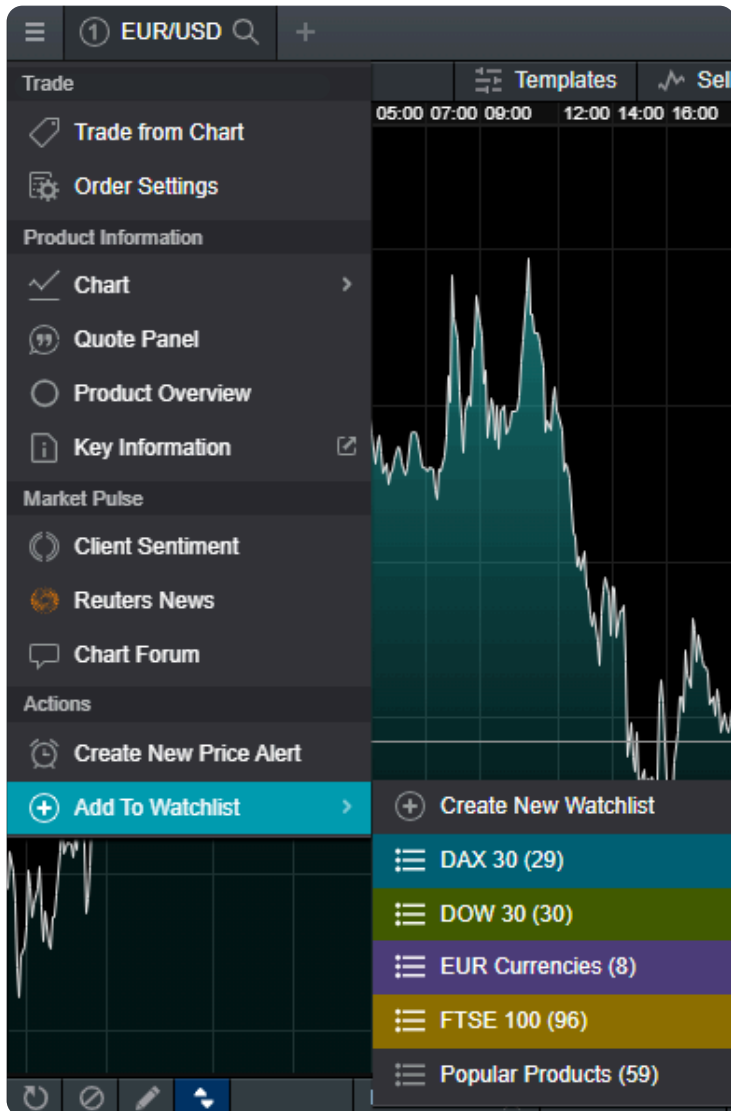 1 EUR/USD
Trade
Templates
Sel
Trade from Chart
05:00 07:00 09:00 12:00 14:00 16:00
Order Settings
Product Information
Chart
Quote Panel
Product Overview
Key Information
Market Pulse
Client Sentiment
Reuters News
Chart Forum
Actions
Create New Price Alert
Add To Watchlist
Create New Watchlist
DAX 30 (29)
DOW 30 (30)
EUR Currencies (8)
FTSE 100 (96)
Popular Products (59)